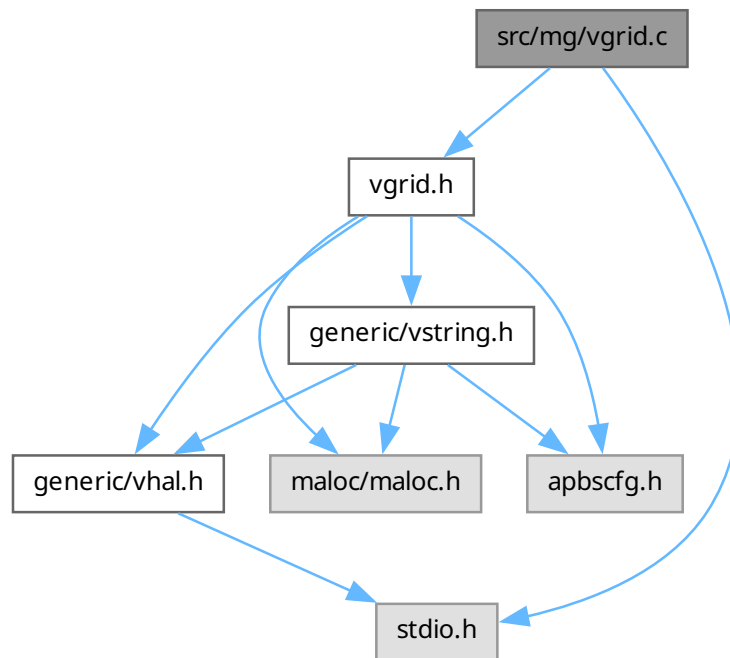 src/mg/vgrid.c
vgrid.h
generic/vstring.h
generic/vhal.h
maloc/maloc.h
apbscfg.h
stdio.h